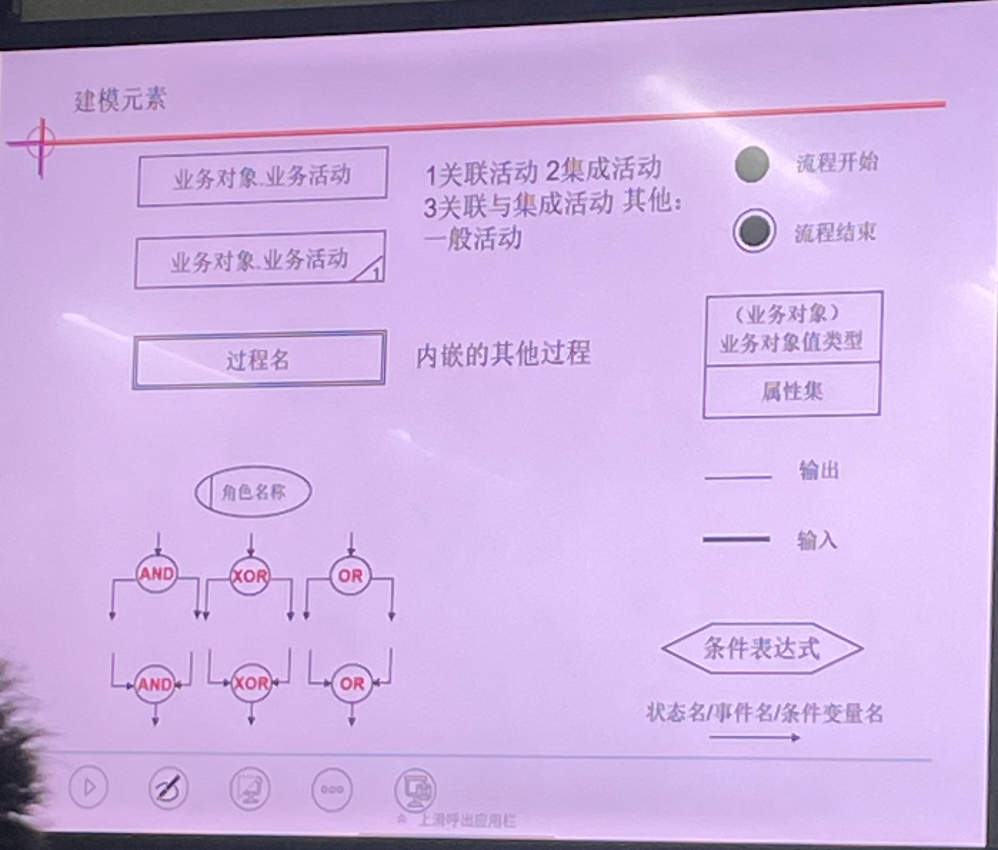 建模元素
业务对象.业务活动
1关联活动 2集成活动
3关联与集成活动 其他：
一般活动
业务对象.业务活动
1
过程名
内嵌的其他过程
角色名称
AND
XOR
OR
AND
XOR
OR
流程开始
流程结束
（业务对象）
业务对象值类型
属性集
输出
输入
条件表达式
状态名/事件名/条件变量名
上滑呼出应用栏